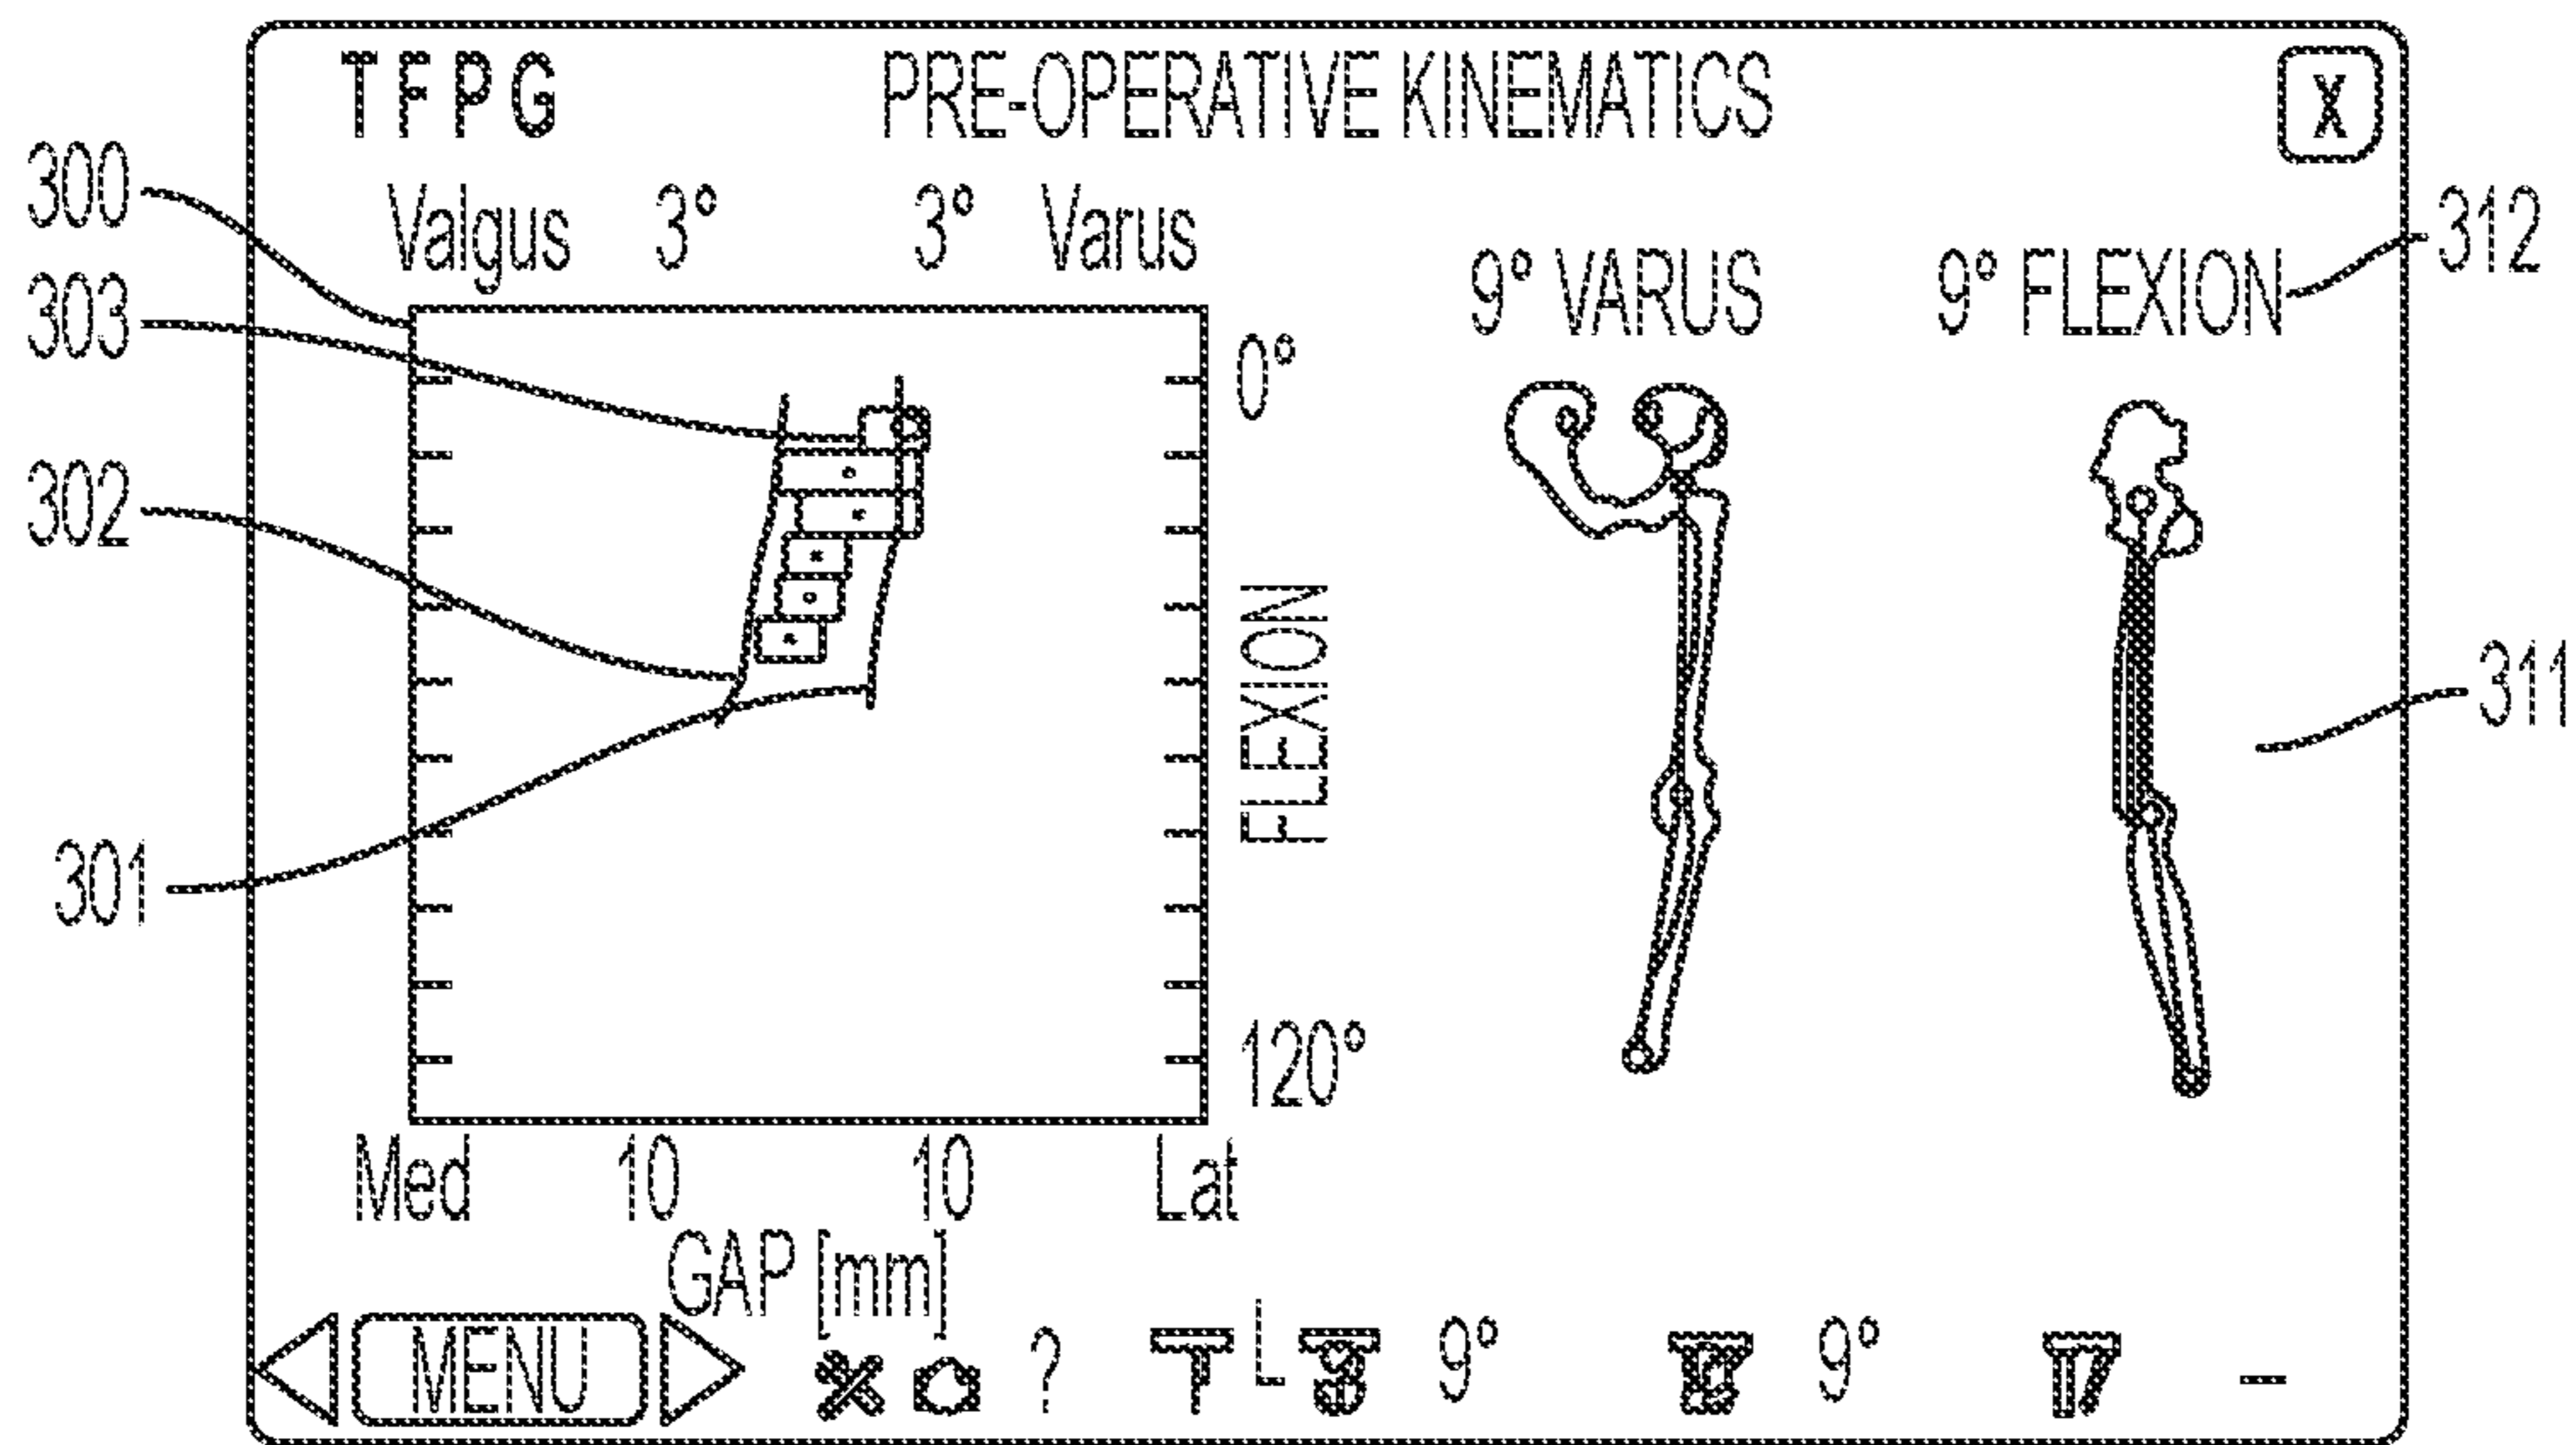 T F P G PRE-OPERATIVE KINEMATICS X
300 Valgus 3° 3° Varus 312
303 9° VARUS 9° FLEXION
0°
302
FLEXION
311
301
120°
Med 10 10 Lat
GAP [mm]
MENU ? L 9° 9° –